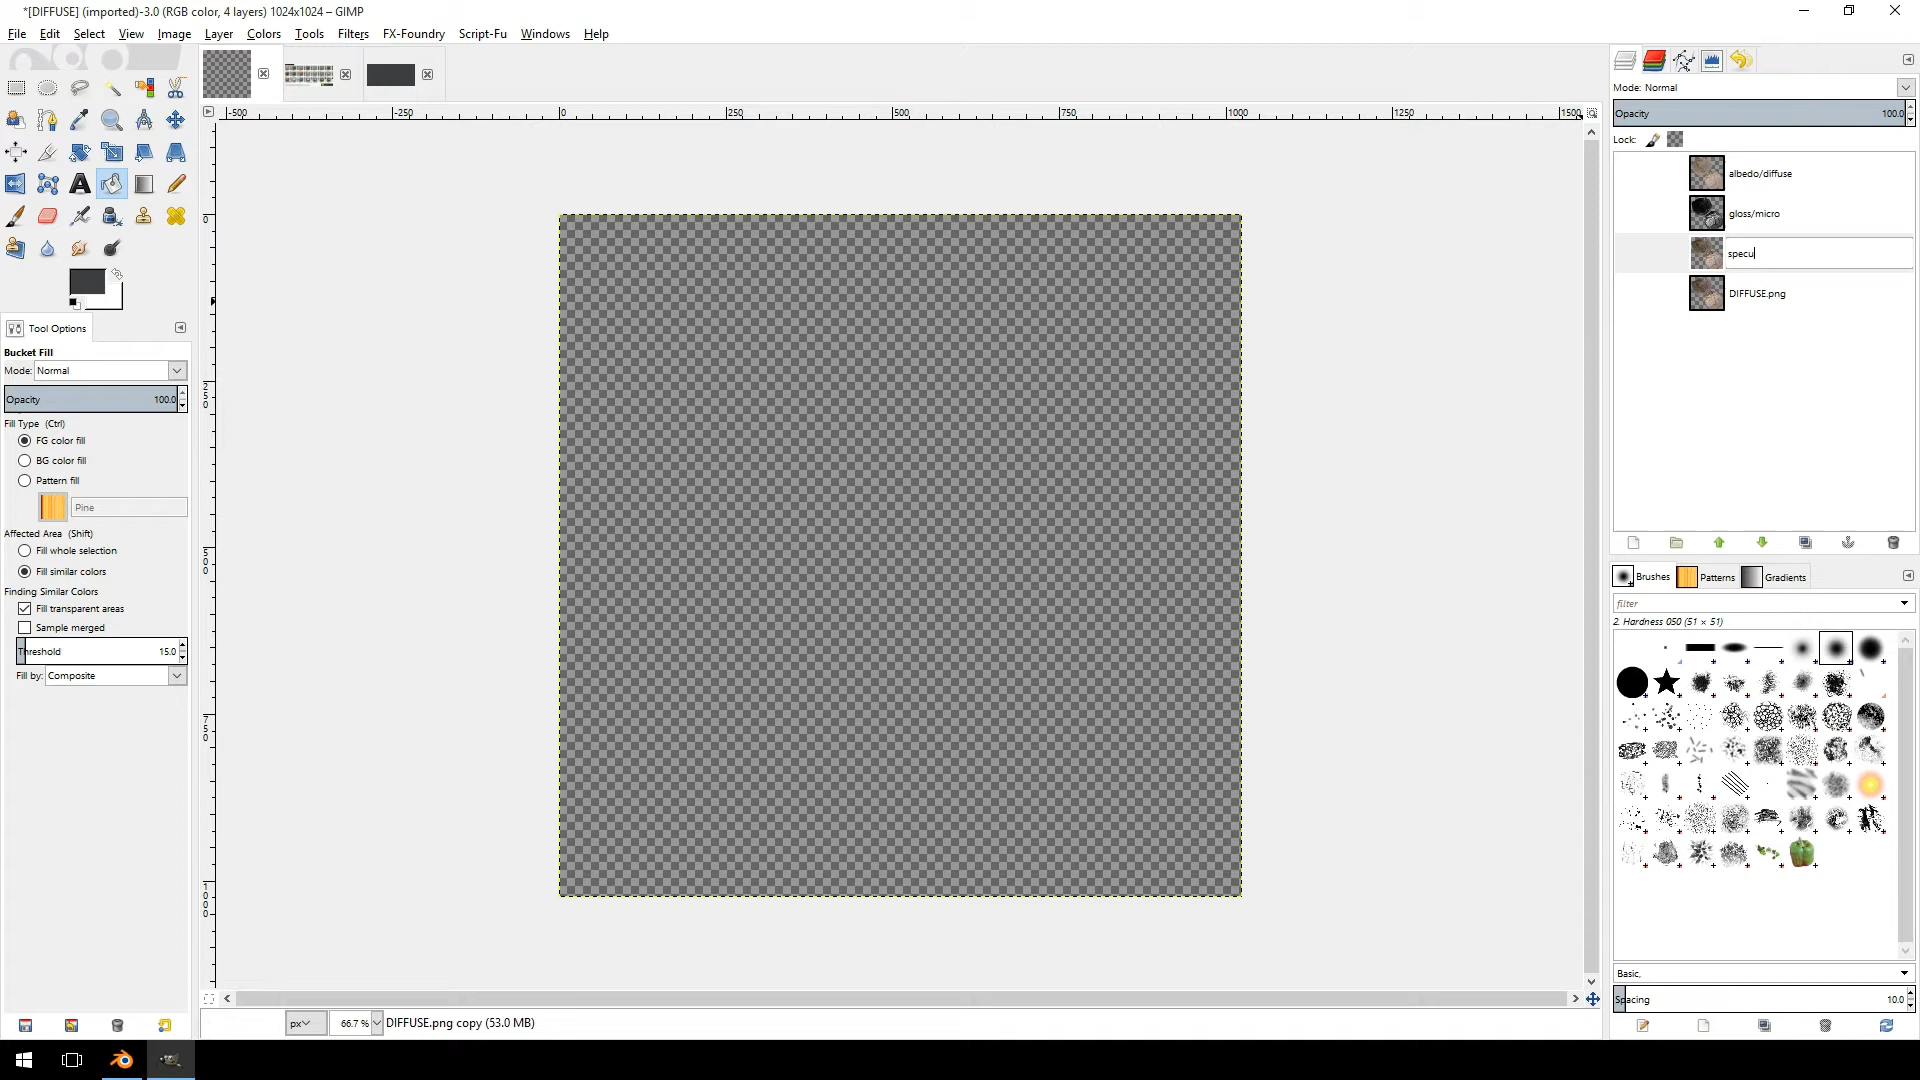 *[DIFFUSE] (imported)-3.0 (RGB color, 4 layers) 1024x1024 – GIMP
File Edit Select View Image Layer Colors Tools Filters FX-Foundry Script-Fu Windows Help
-500 -250 0 250 500 750 1000 1250 1500
0
250
500
750
1000
Tool Options
Bucket Fill
Mode: Normal
Opacity 100.0
Fill Type (Ctrl)
FG color fill
BG color fill
Pattern fill
Pine
Affected Area (Shift)
Fill whole selection
Fill similar colors
Finding Similar Colors
Fill transparent areas
Sample merged
Threshold 15.0
Fill by: Composite
px 66.7 % DIFFUSE.png copy (53.0 MB)
Mode: Normal
Opacity 100.0
Lock:
albedo/diffuse
gloss/micro
specu
DIFFUSE.png
Brushes Patterns Gradients
filter
2. Hardness 050 (51 × 51)
Basic,
Spacing 10.0